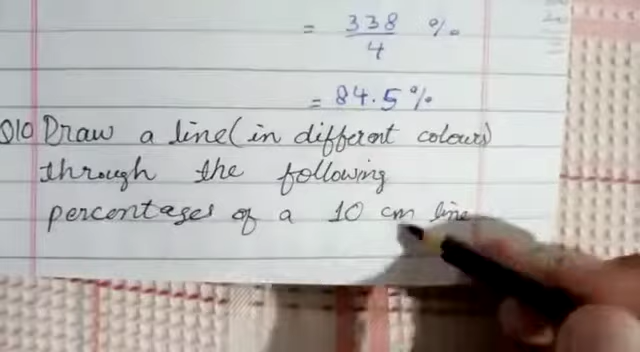 = 338/4 %
= 84.5%
Q10 Draw a line (in different colours)
through the following
percentages of a 10 cm line